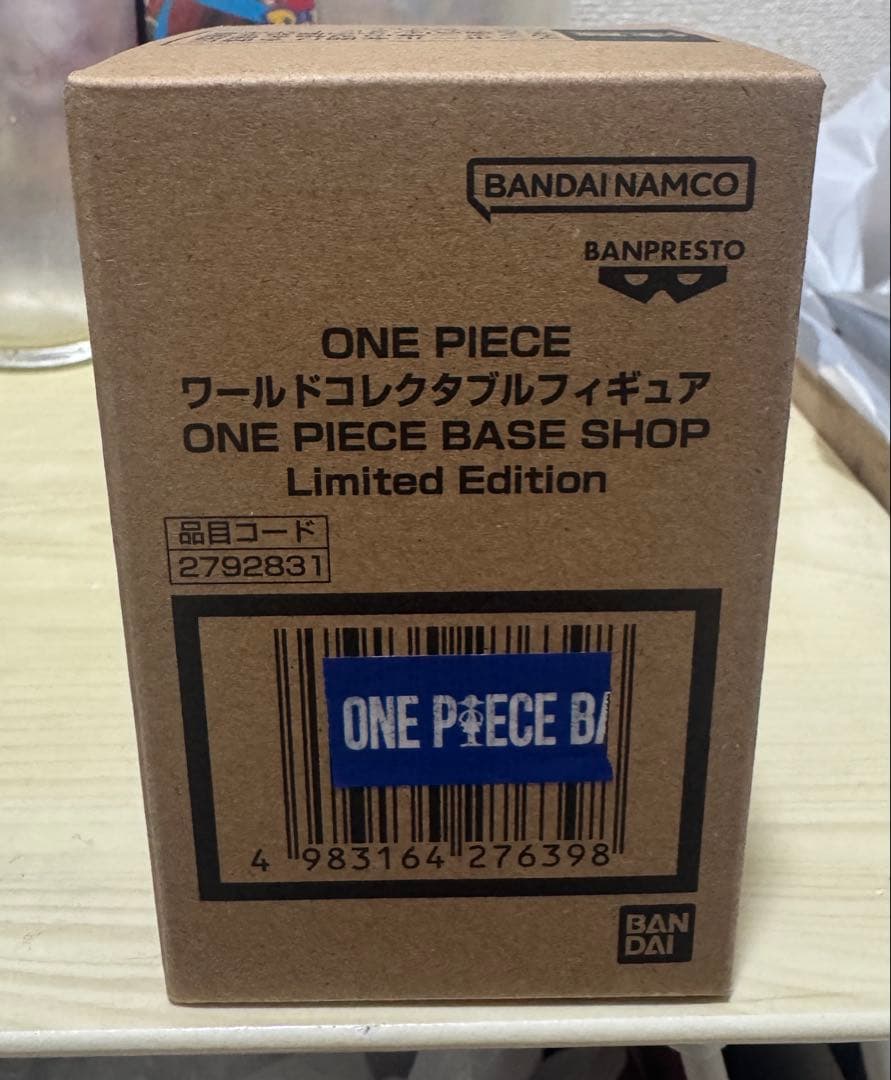 BANDAI NAMCO
BANPRESTO
ONE PIECE
ワールドコレクタブルフィギュア
ONE PIECE BASE SHOP
Limited Edition
品目コード
2792831
ONE PIECE BA
4 983164 276398
BAN
DAI